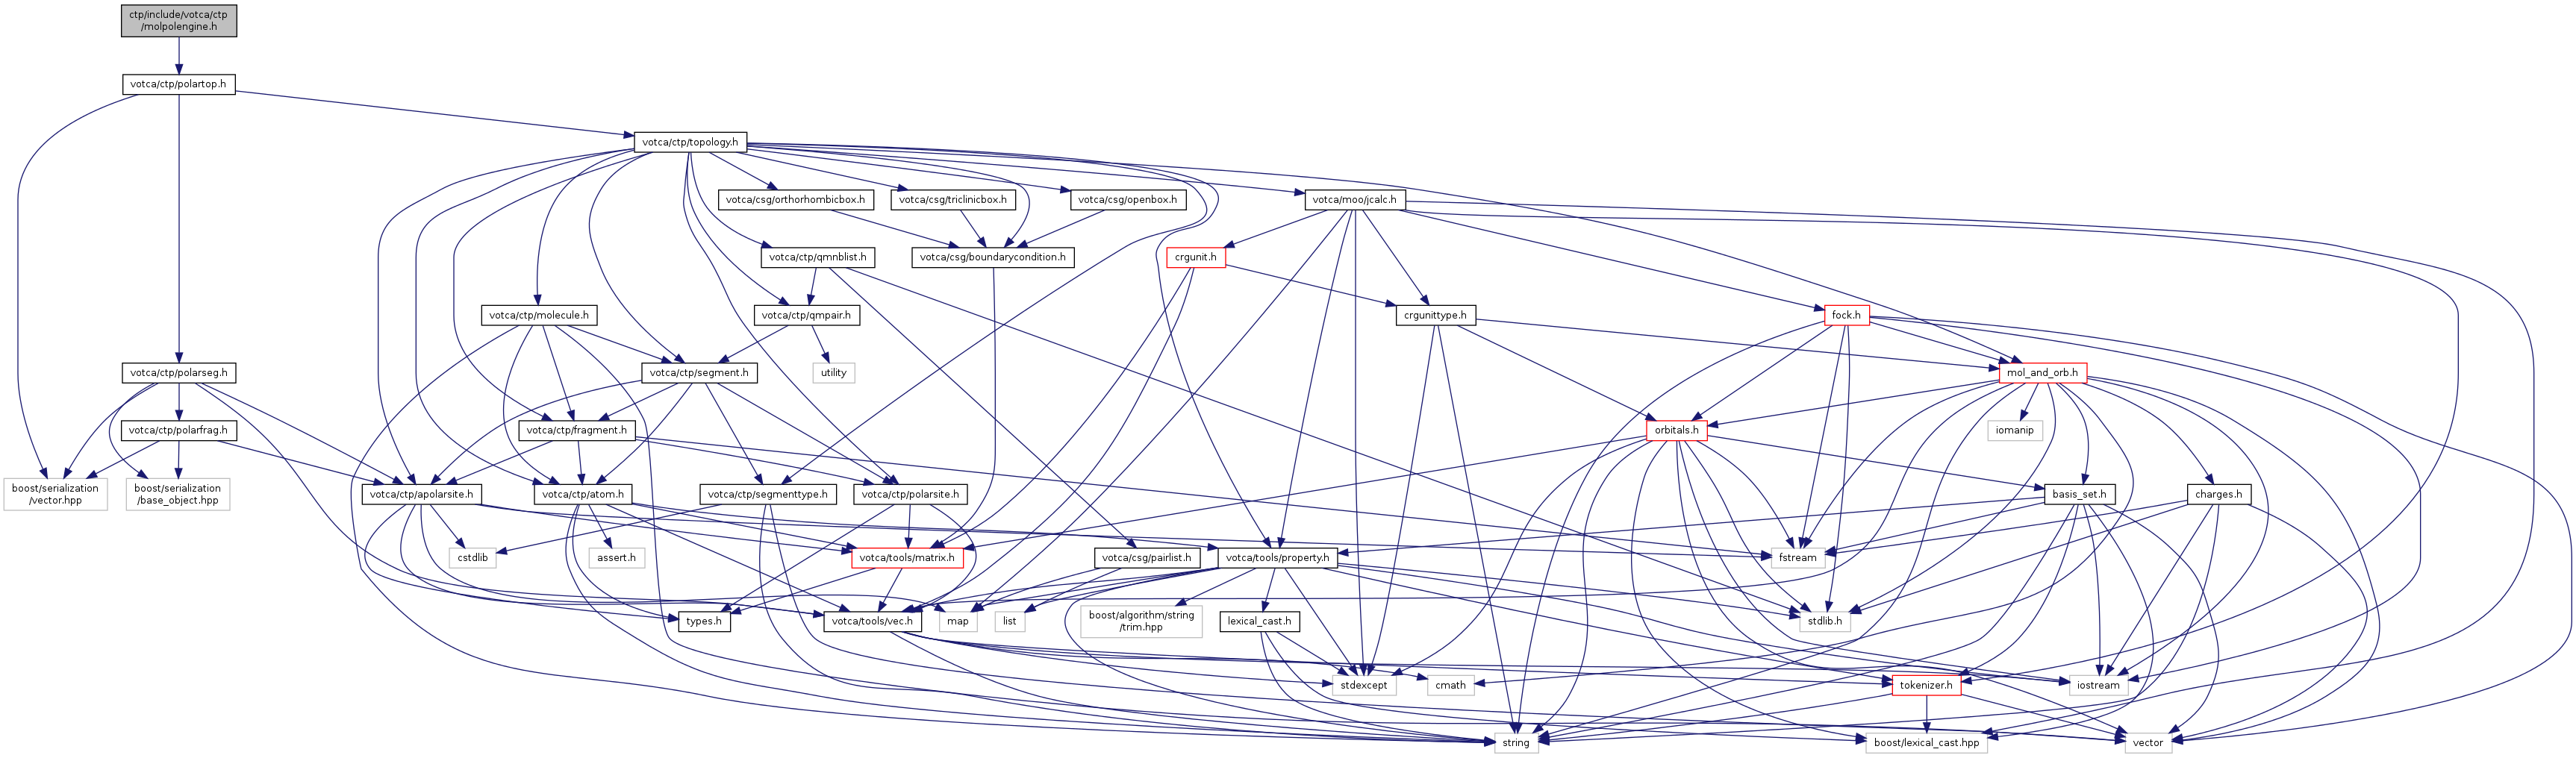 ctp/include/votca/ctp
/molpolengine.h
votca/ctp/polartop.h
votca/ctp/topology.h
votca/csg/orthorhombicbox.h
votca/csg/triclinicbox.h
votca/csg/openbox.h
votca/moo/jcalc.h
votca/ctp/qmnblist.h
votca/csg/boundarycondition.h
crgunit.h
votca/ctp/molecule.h
votca/ctp/qmpair.h
crgunittype.h
fock.h
votca/ctp/polarseg.h
votca/ctp/segment.h
utility
mol_and_orb.h
votca/ctp/polarfrag.h
votca/ctp/fragment.h
orbitals.h
iomanip
boost/serialization
/vector.hpp
boost/serialization
/base_object.hpp
votca/ctp/apolarsite.h
votca/ctp/atom.h
votca/ctp/segmenttype.h
votca/ctp/polarsite.h
basis_set.h
charges.h
cstdlib
assert.h
votca/tools/matrix.h
votca/csg/pairlist.h
votca/tools/property.h
fstream
types.h
votca/tools/vec.h
map
list
boost/algorithm/string
/trim.hpp
lexical_cast.h
stdlib.h
cmath
stdexcept
tokenizer.h
iostream
string
boost/lexical_cast.hpp
vector